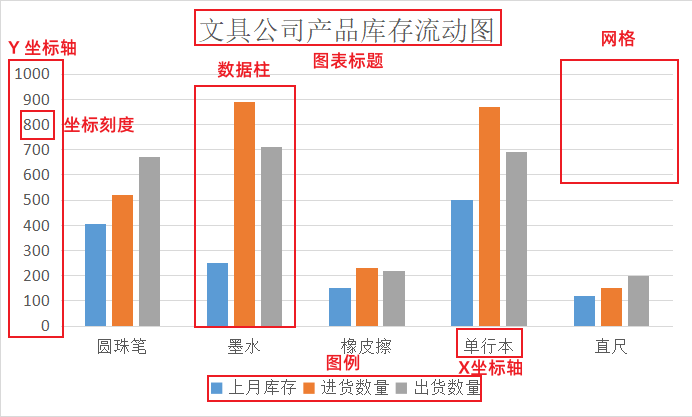 文具公司产品库存流动图
Y 坐标轴
图表标题
网格
数据柱
1000
900
800
坐标刻度
700
600
500
400
300
200
100
0
圆珠笔 墨水 橡皮擦 单行本 直尺
图例
X坐标轴
上月库存 进货数量 出货数量